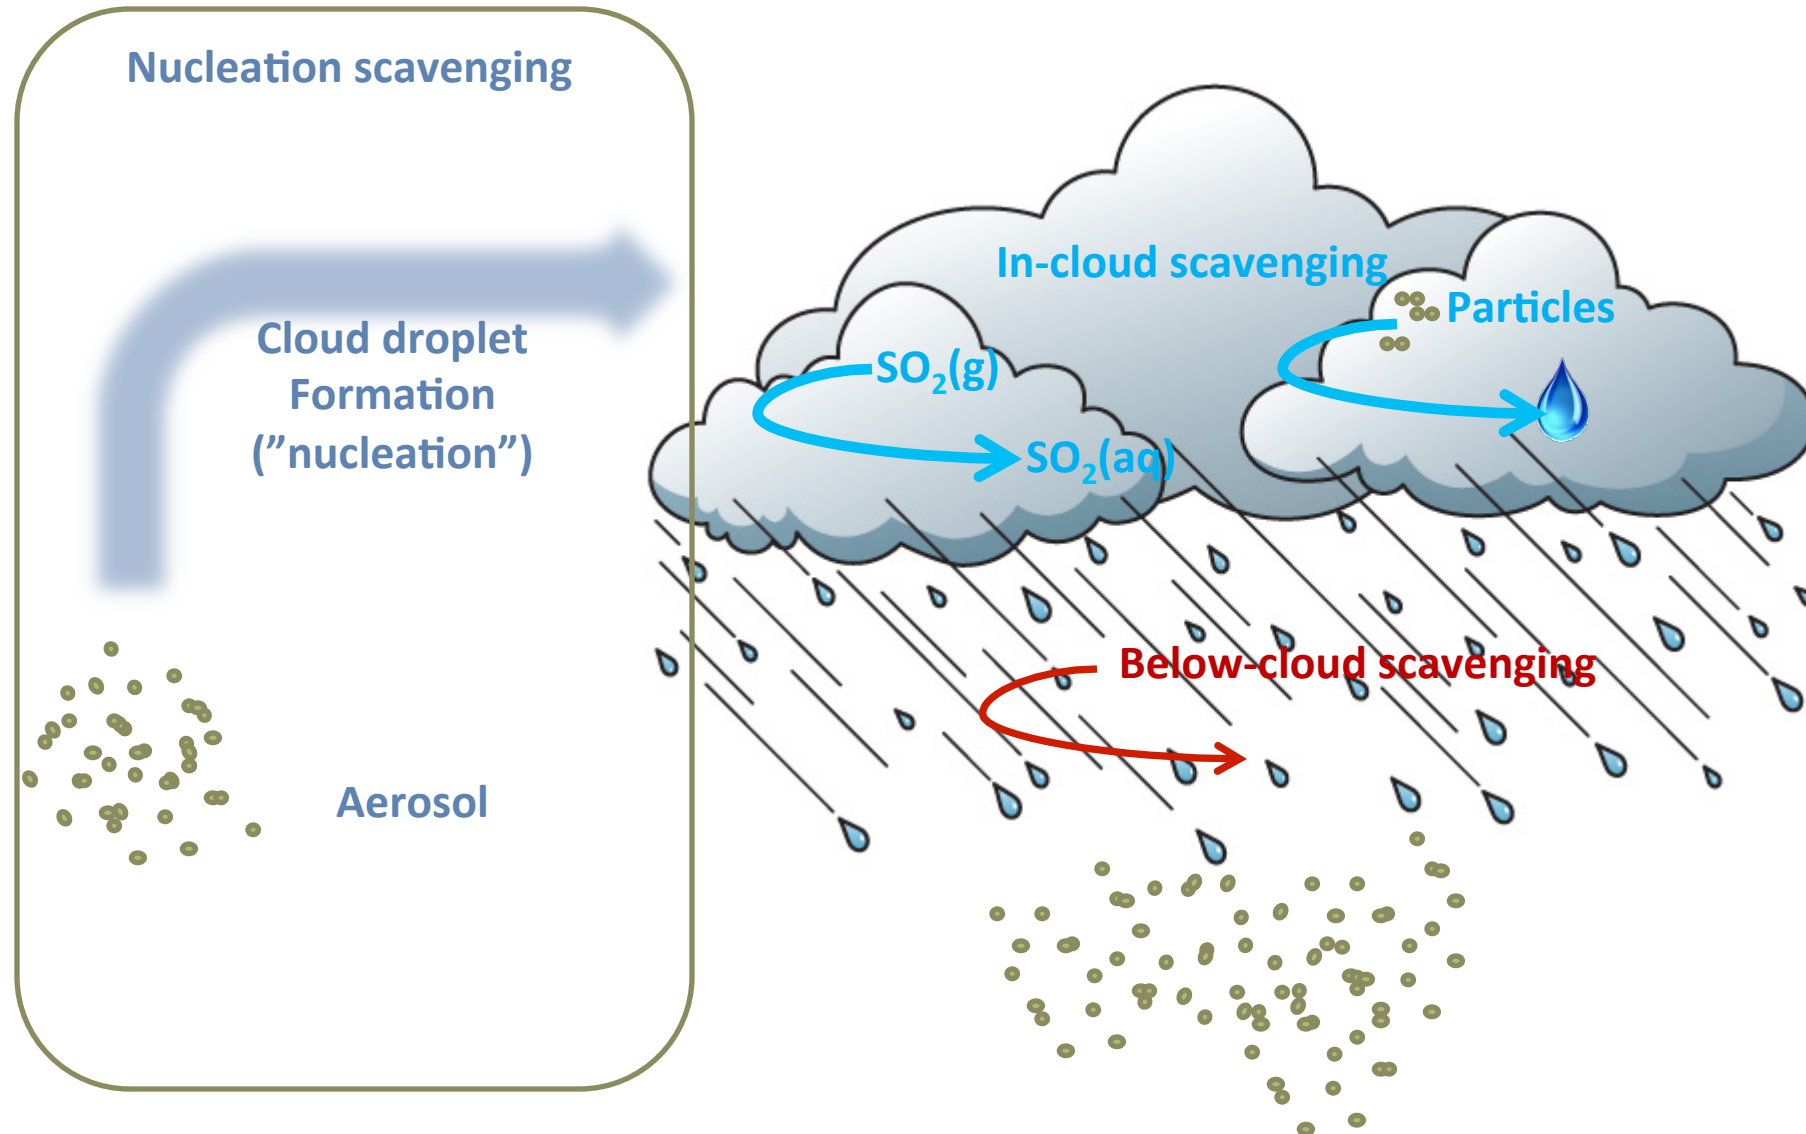 Nucleation scavenging
Cloud droplet
Formation
(”nucleation”)
Aerosol
In-cloud scavenging
Particles
SO₂(g)
SO₂(aq)
Below-cloud scavenging